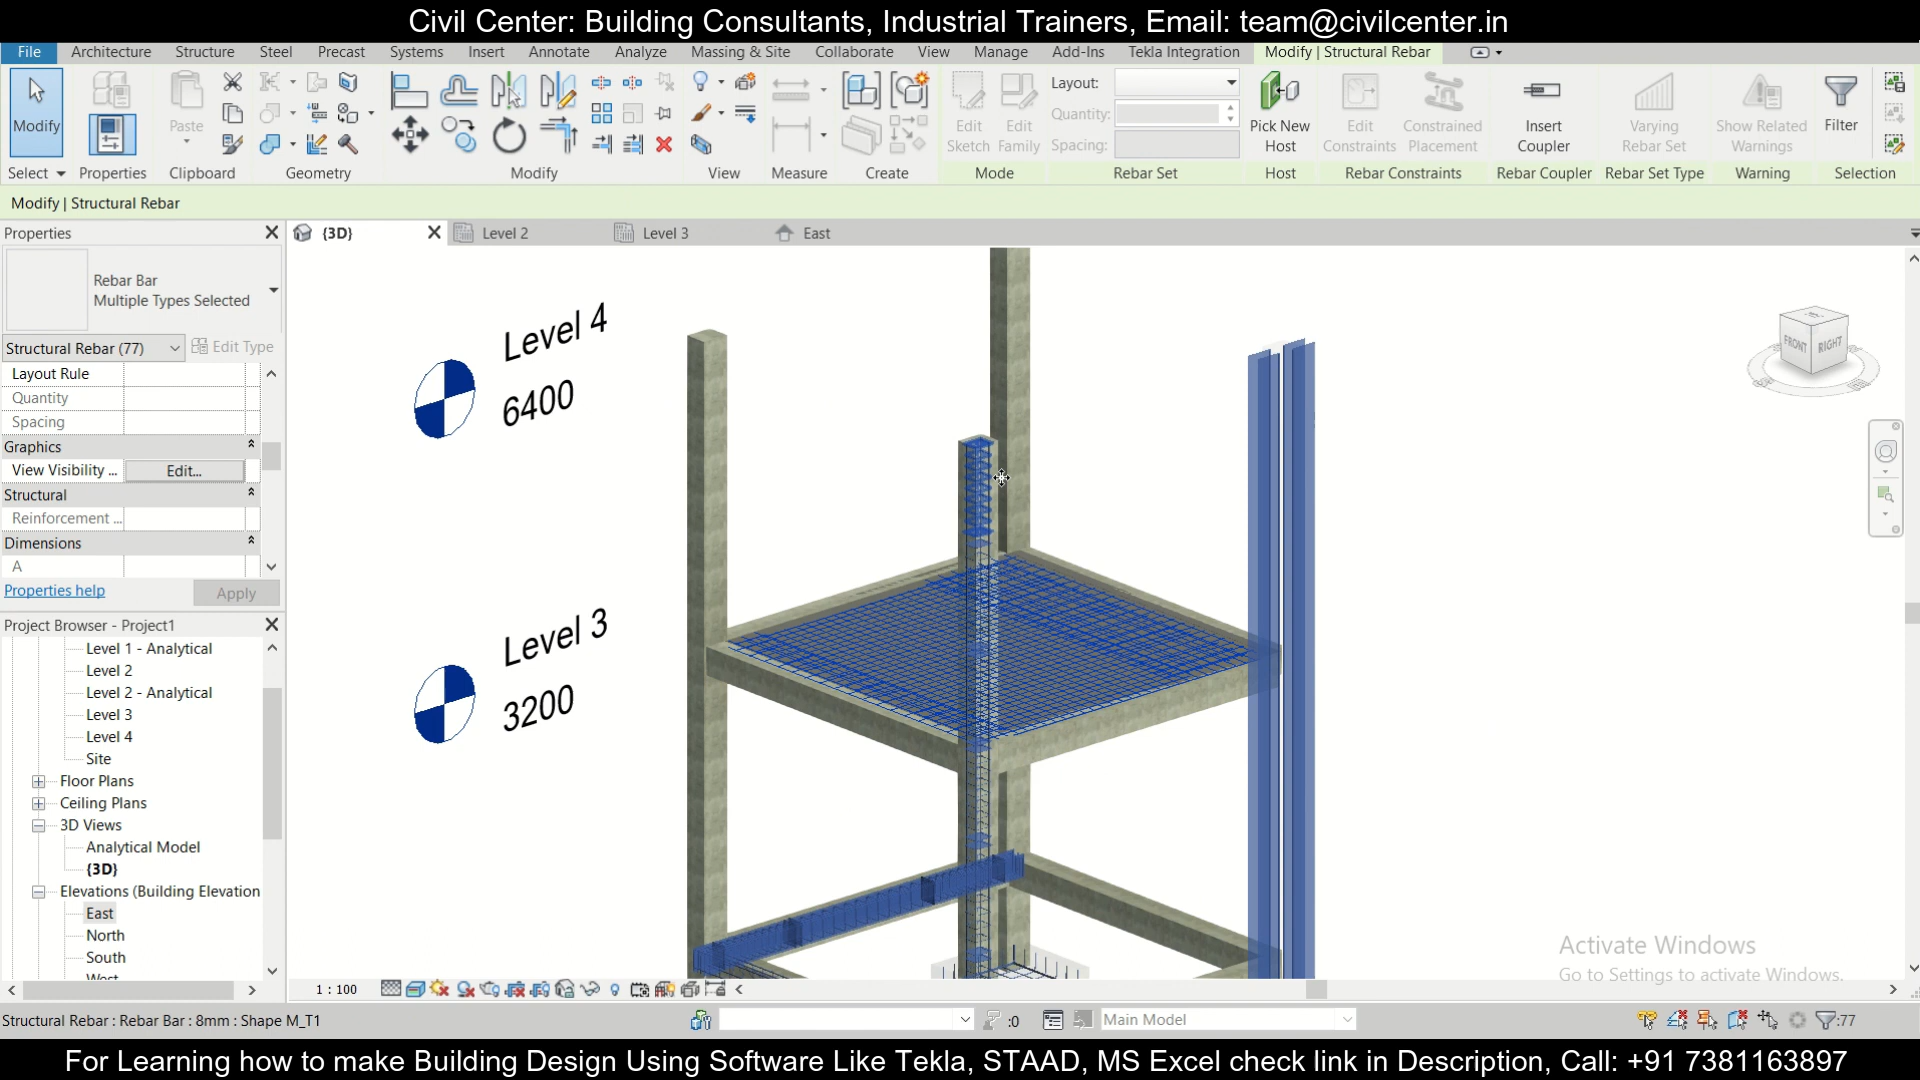 Civil Center: Building Consultants, Industrial Trainers, Email: team@civilcenter.in
File Architecture Structure Steel Precast Systems Insert Annotate Analyze Massing & Site Collaborate View Manage Add-Ins Tekla Integration Modify | Structural Rebar
Modify
Paste
Edit Sketch
Edit Family
Layout:
Quantity:
Spacing:
Pick New Host
Edit Constraints
Constrained Placement
Insert Coupler
Varying Rebar Set
Show Related Warnings
Filter
Select Properties Clipboard Geometry Modify View Measure Create Mode Rebar Set Host Rebar Constraints Rebar Coupler Rebar Set Type Warning Selection
Modify | Structural Rebar
Properties
{3D} Level 2 Level 3 East
Rebar Bar
Multiple Types Selected
Structural Rebar (77) Edit Type
Layout Rule
Quantity
Spacing
Graphics
View Visibility ... Edit...
Structural
Reinforcement ...
Dimensions
A
Properties help Apply
Project Browser - Project1
Level 1 - Analytical
Level 2
Level 2 - Analytical
Level 3
Level 4
Site
Floor Plans
Ceiling Plans
3D Views
Analytical Model
{3D}
Elevations (Building Elevation
East
North
South
West
Level 4
6400
Level 3
3200
FRONT RIGHT
Activate Windows
Go to Settings to activate Windows.
1 : 100
Structural Rebar : Rebar Bar : 8mm : Shape M_T1
:0
Main Model
:77
For Learning how to make Building Design Using Software Like Tekla, STAAD, MS Excel check link in Description, Call: +91 7381163897